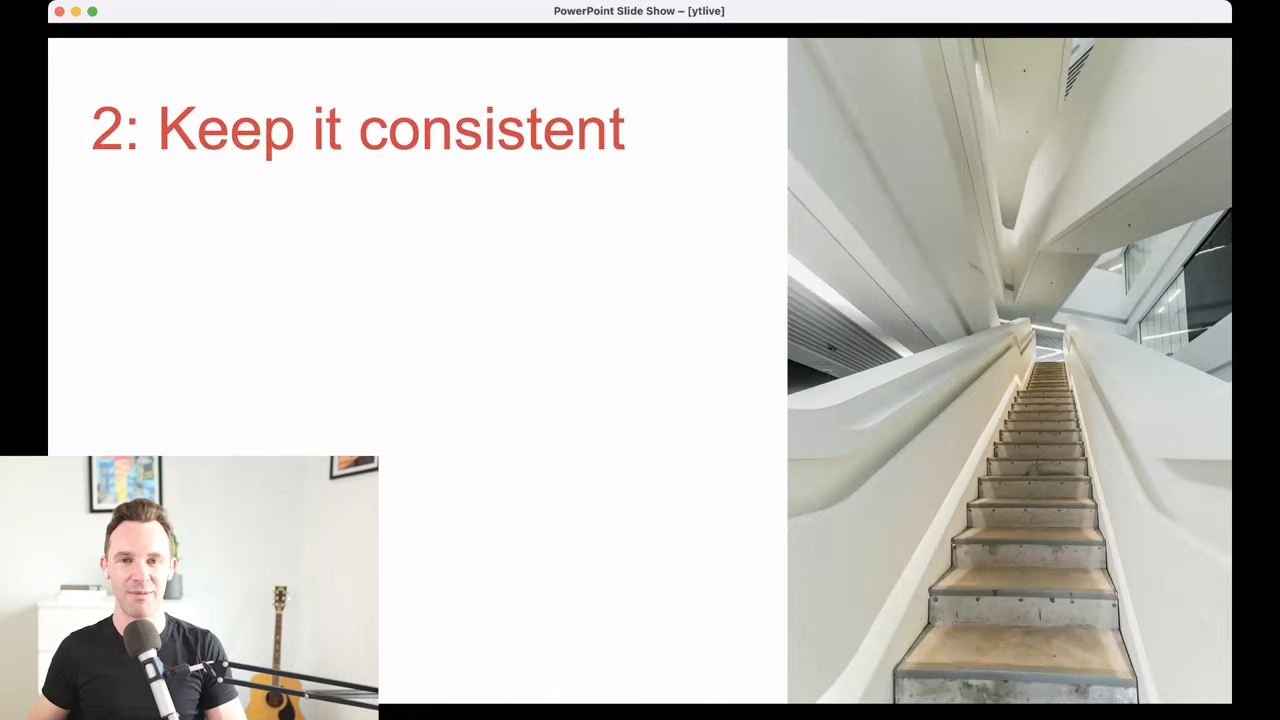 PowerPoint Slide Show – [ytlive]
2: Keep it consistent